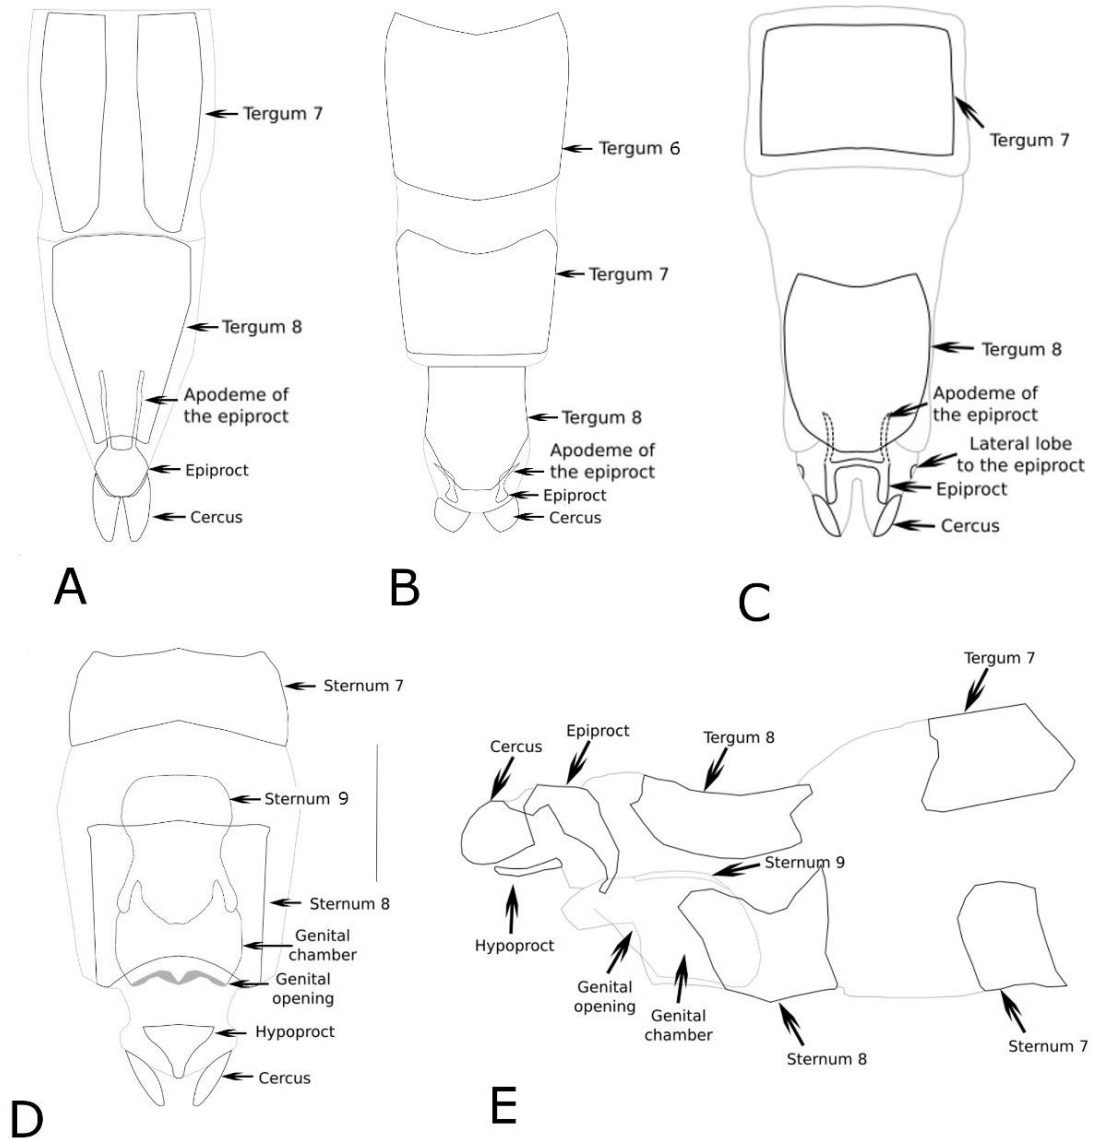 Tergum 7
Tergum 8
Apodeme of
the epiproct
Epiproct
Cercus
A
Tergum 6
Tergum 7
Tergum 8
Apodeme of
the epiproct
Epiproct
Cercus
B
Tergum 7
Tergum 8
Apodeme of
the epiproct
Lateral lobe
to the epiproct
Epiproct
Cercus
C
Sternum 7
Sternum 9
Sternum 8
Genital
chamber
Genital
opening
Hypoproct
Cercus
D
Tergum 7
Epiproct
Tergum 8
Cercus
Sternum 9
Hypoproct
Genital
opening
Genital
chamber
Sternum 8
Sternum 7
E